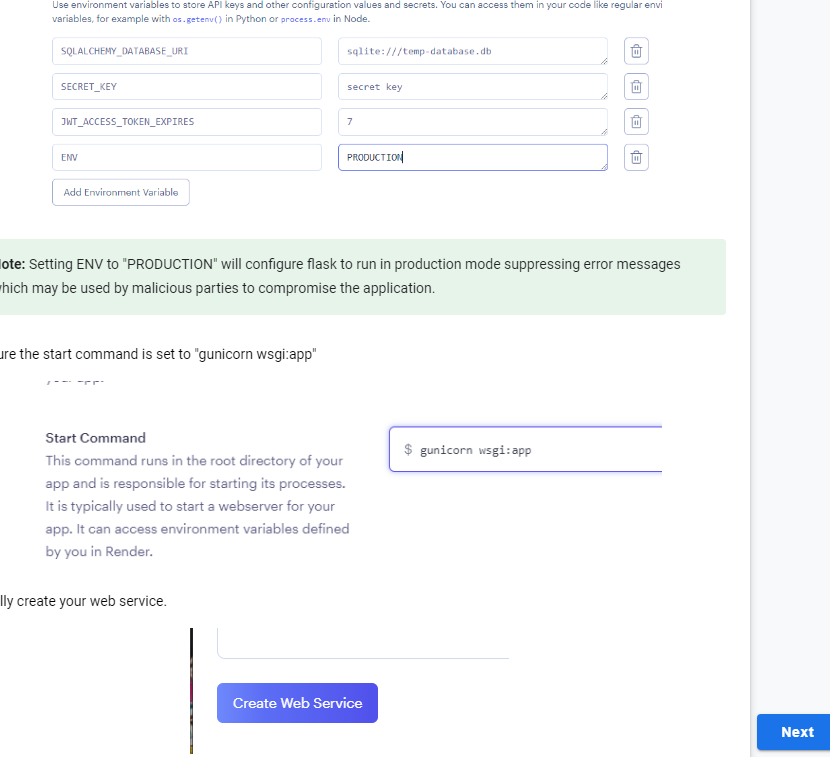 Use environment variables to store API keys and other configuration values and secrets. You can access them in your code like regular envi
variables, for example with os.getenv() in Python or process.env in Node.
SQLALCHEMY_DATABASE_URI
sqlite:///temp-database.db
SECRET_KEY
secret key
JWT_ACCESS_TOKEN_EXPIRES
7
ENV
PRODUCTION
Add Environment Variable
ote: Setting ENV to "PRODUCTION" will configure flask to run in production mode suppressing error messages
hich may be used by malicious parties to compromise the application.
ure the start command is set to "gunicorn wsgi:app"
Start Command
$ gunicorn wsgi:app
This command runs in the root directory of your
app and is responsible for starting its processes.
It is typically used to start a webserver for your
app. It can access environment variables defined
by you in Render.
lly create your web service.
Create Web Service
Next